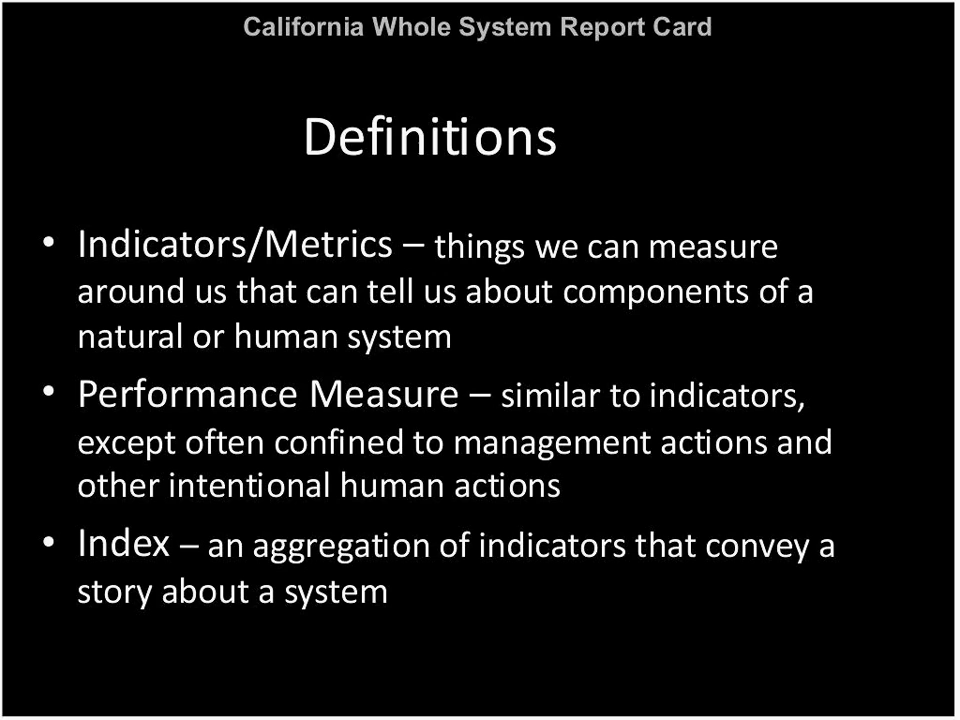 California Whole System Report Card
Definitions
• Indicators/Metrics – things we can measure
around us that can tell us about components of a
natural or human system
• Performance Measure – similar to indicators,
except often confined to management actions and
other intentional human actions
• Index – an aggregation of indicators that convey a
story about a system